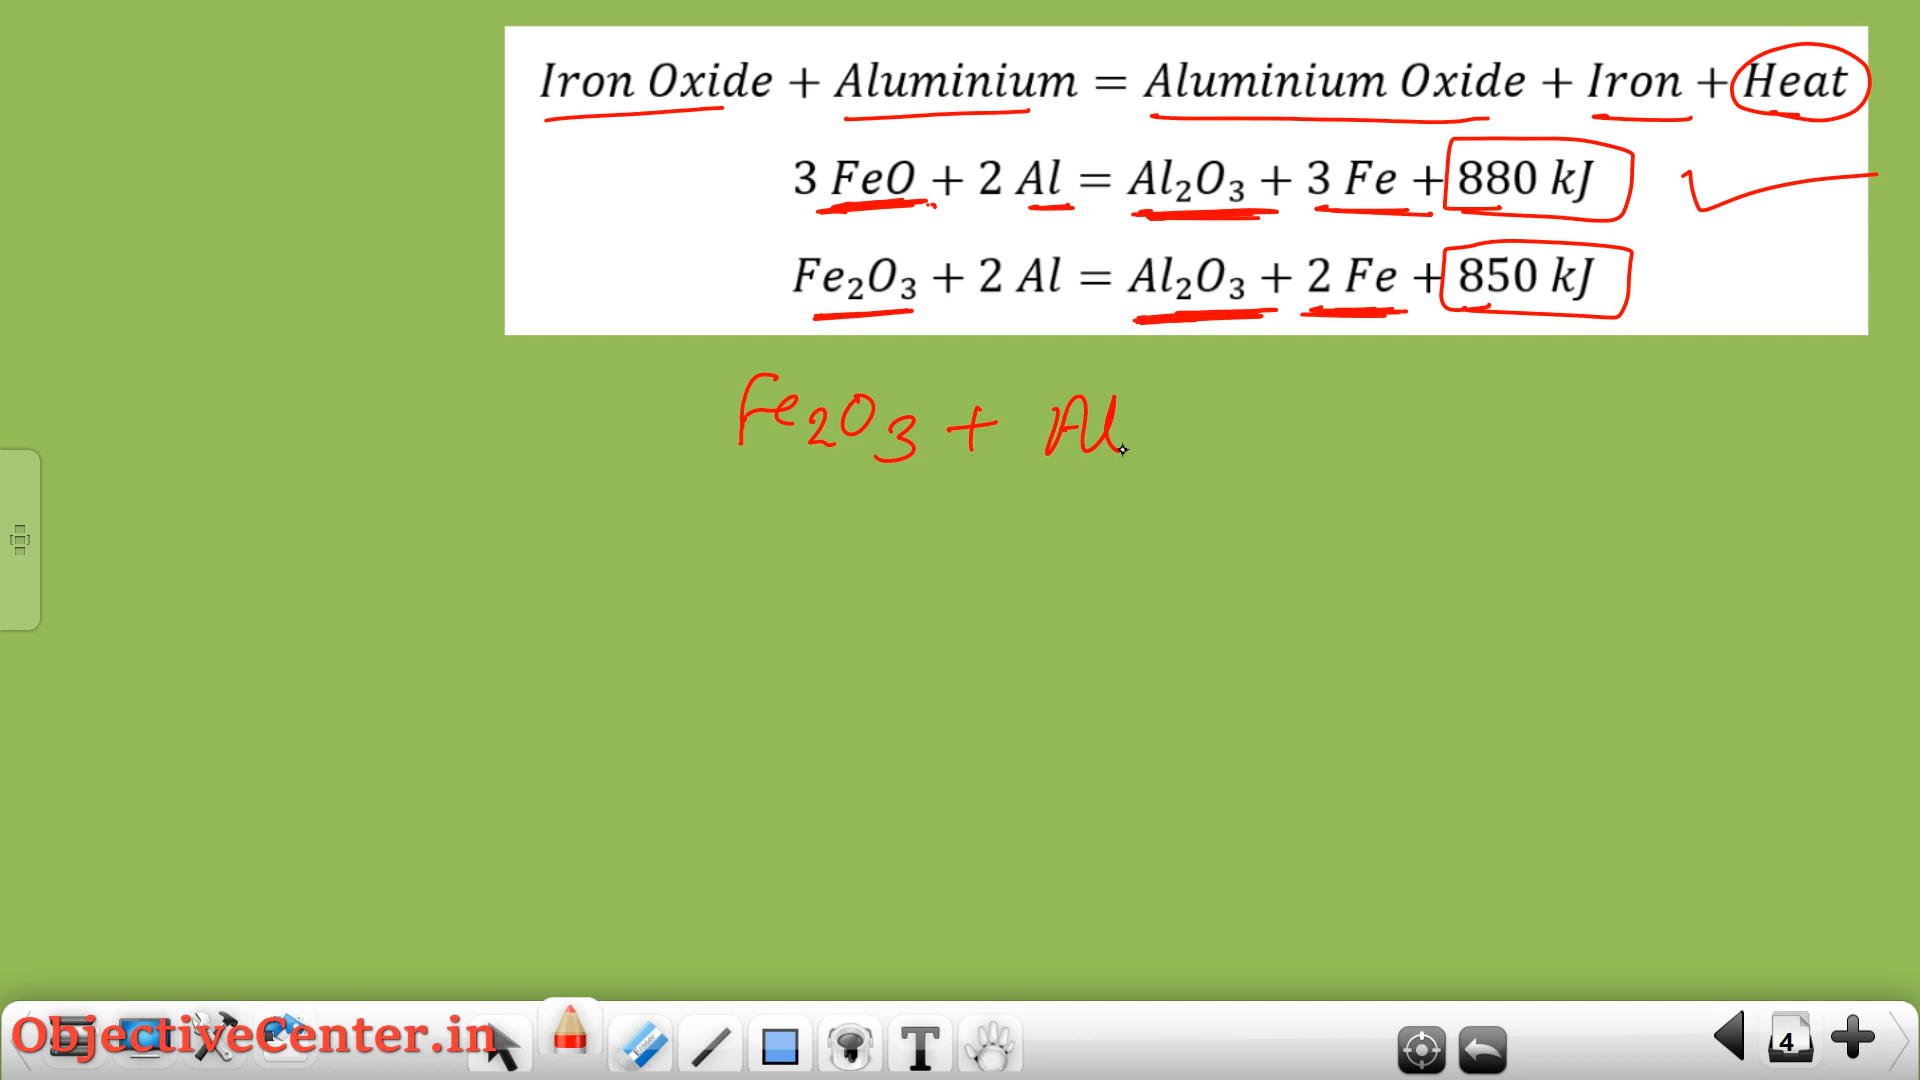 Iron Oxide + Aluminium = Aluminium Oxide + Iron + Heat
3 FeO + 2 Al = Al₂O₃ + 3 Fe + 880 kJ
Fe₂O₃ + 2 Al = Al₂O₃ + 2 Fe + 850 kJ
Fe₂O₃ + Al
ObjectiveCenter.in
Eraser
T
4